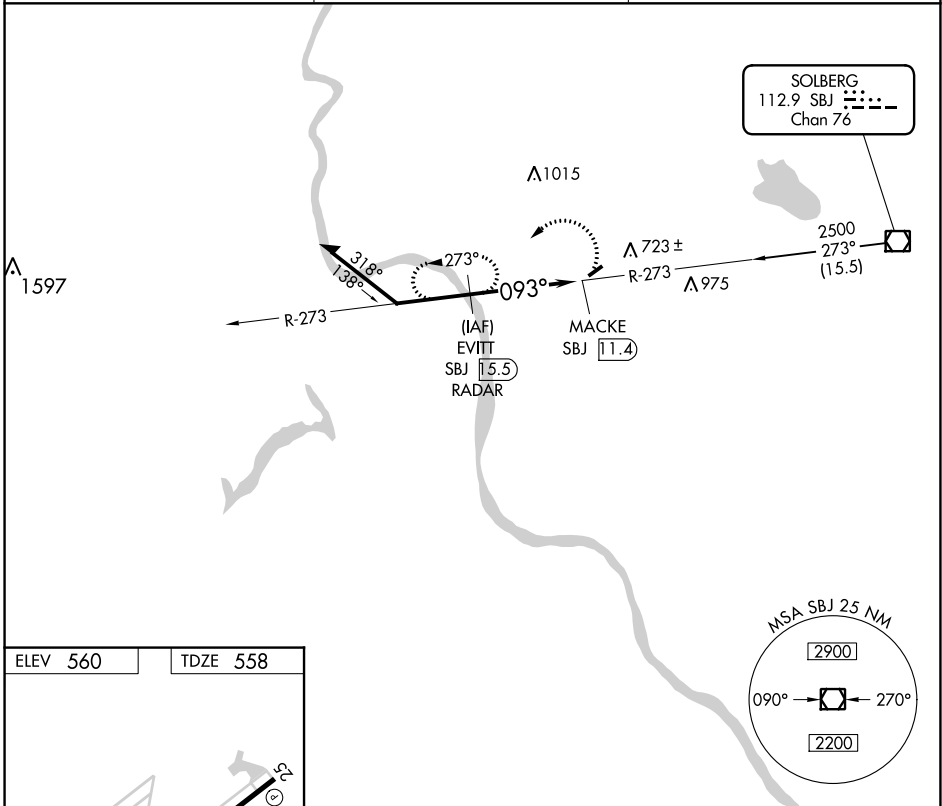 SOLBERG
112.9 SBJ
Chan 76
1015
2500
273°
(15.5)
723 ±
R-273
975
1597
318°
138°
273°
093°
R-273
(IAF)
EVITT
SBJ 15.5
RADAR
MACKE
SBJ 11.4
MSA SBJ 25 NM
2900
090°
270°
2200
ELEV 560
TDZE 558
25
P